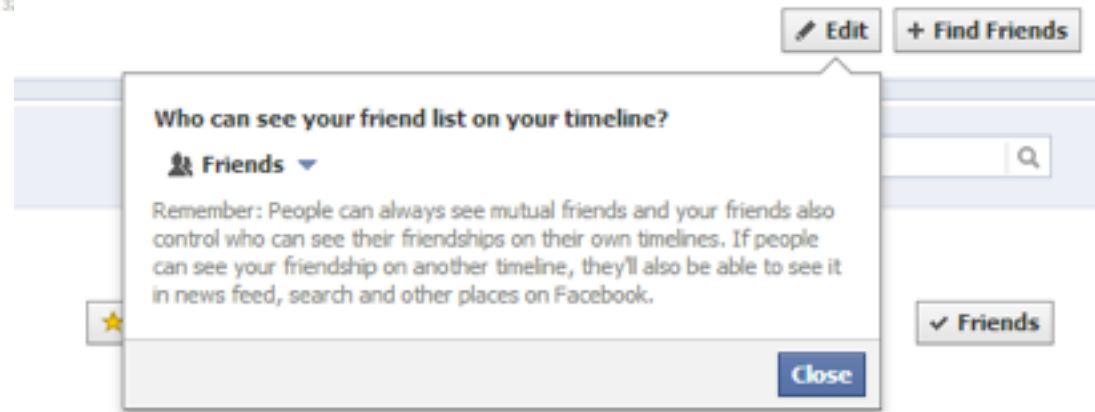 Edit
+ Find Friends
Who can see your friend list on your timeline?
Friends
Remember: People can always see mutual friends and your friends also
control who can see their friendships on their own timelines. If people
can see your friendship on another timeline, they'll also be able to see it
in news feed, search and other places on Facebook.
Friends
Close